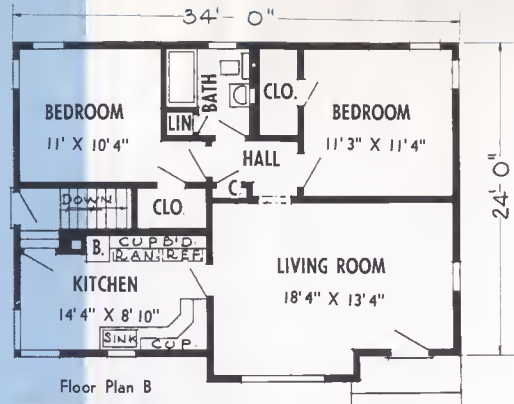 34'-0"
BATH
CLO.
BEDROOM
11' X 10'4"
LIN
BEDROOM
11'3" X 11'4"
HALL
24'-0"
C.
DOWN
CLO.
B.
CUPB'D.
RAN. REF.
LIVING ROOM
18'4" X 13'4"
KITCHEN
14'4" X 8'10"
SINK
CUP.
Floor Plan B